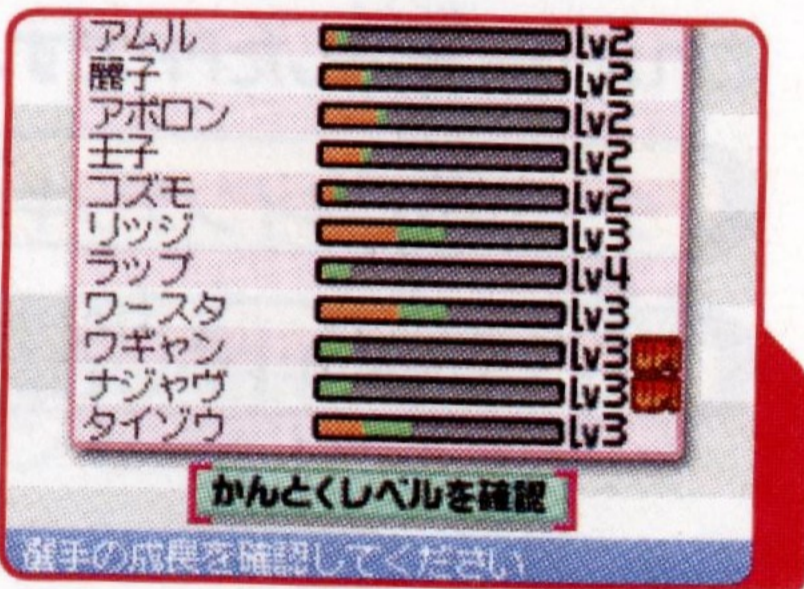 アムル Lv2
麗子 Lv2
アポロン Lv2
王子 Lv2
コズモ Lv2
リッジ Lv3
ラップ Lv4
ワースタ Lv3
ワギャン Lv3 UP!
ナジャヴ Lv3 UP!
タイゾウ Lv3
かんとくレベルを確認
選手の成長を確認してください